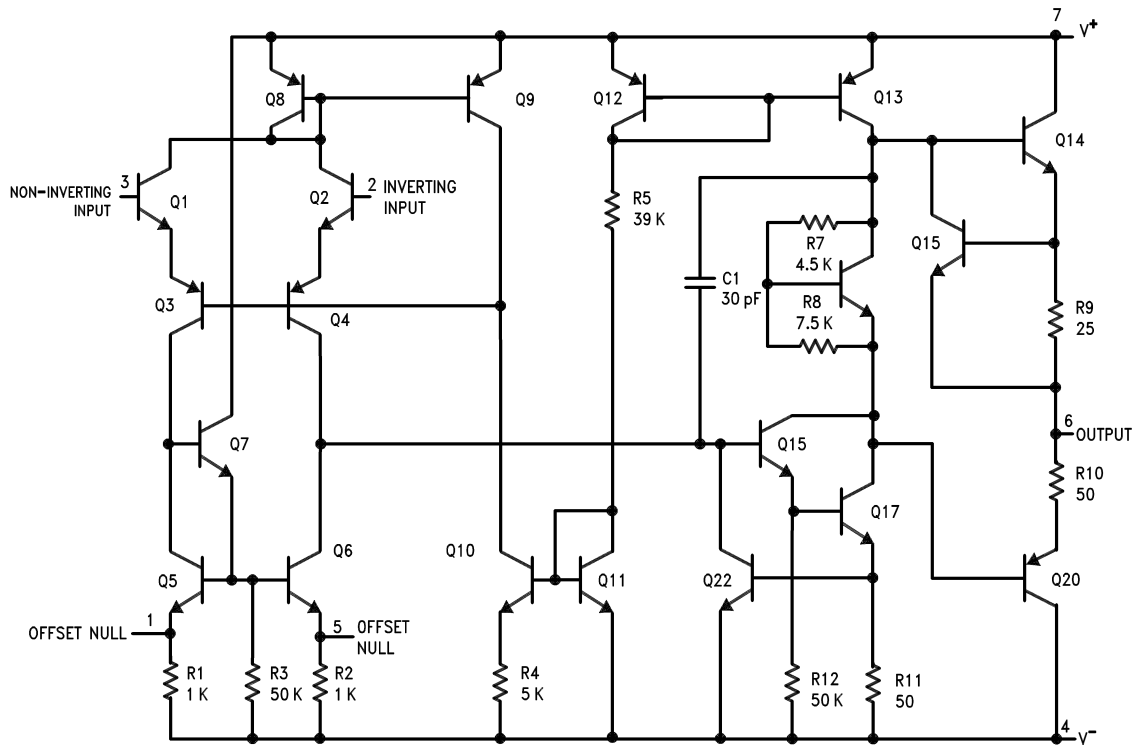 7
V+
Q8
Q9
Q12
Q13
Q14
3
NON-INVERTING
INPUT
Q1
Q2
2 INVERTING
INPUT
R5
39 K
R7
4.5 K
Q15
Q3
Q4
C1
30 pF
R8
7.5 K
R9
25
Q7
Q15
6
OUTPUT
R10
50
Q17
Q5
Q6
Q10
Q11
Q22
Q20
1
OFFSET NULL
5 OFFSET
NULL
R1
1 K
R3
50 K
R2
1 K
R4
5 K
R12
50 K
R11
50
4
V-